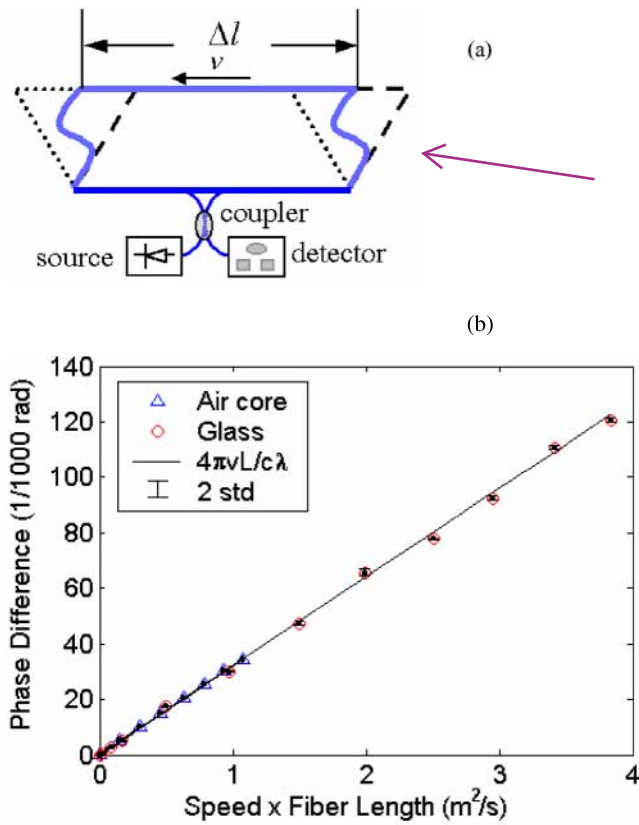 Δl
v
(a)
coupler
source
detector
(b)
140
120
100
80
60
40
20
0
Phase Difference (1/1000 rad)
Air core
Glass
4πvL/cλ
2 std
0 1 2 3 4
Speed x Fiber Length (m²/s)